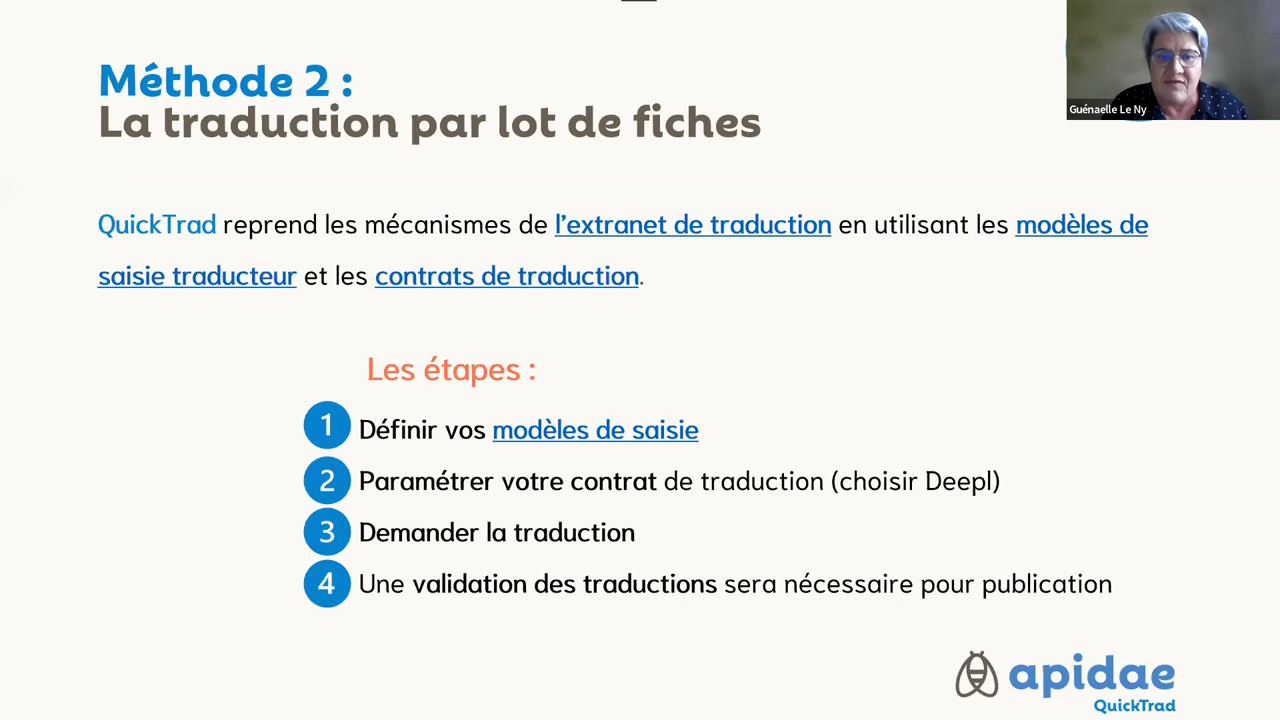 Méthode 2 :
La traduction par lot de fiches
Guénaelle Le Ny
QuickTrad reprend les mécanismes de l’extranet de traduction en utilisant les modèles de
saisie traducteur et les contrats de traduction.
Les étapes :
1 Définir vos modèles de saisie
2 Paramétrer votre contrat de traduction (choisir Deepl)
3 Demander la traduction
4 Une validation des traductions sera nécessaire pour publication
apidae
QuickTrad